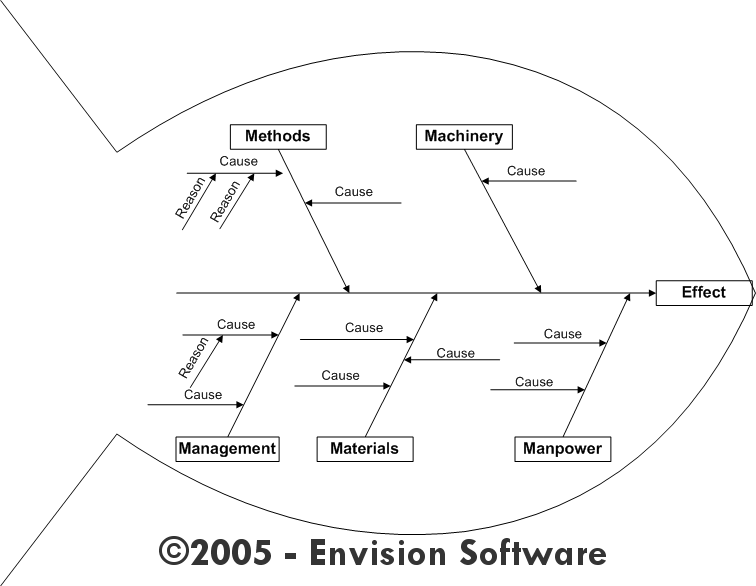 Methods
Machinery
Cause
Cause
Cause
Reason
Reason
Effect
Cause
Cause
Cause
Cause
Reason
Cause
Cause
Cause
Management
Materials
Manpower
©2005 - Envision Software